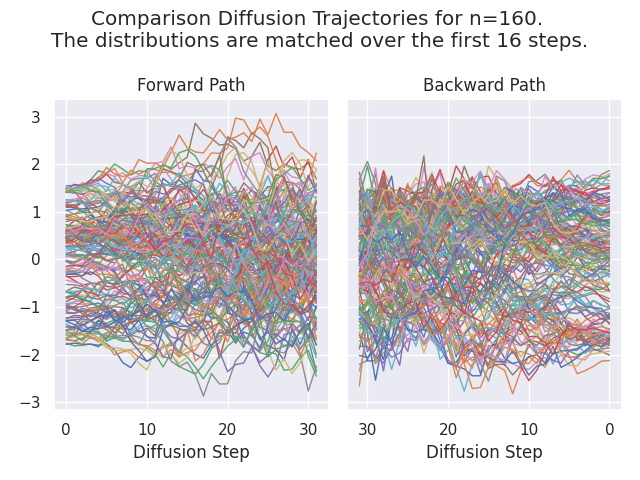 Comparison Diffusion Trajectories for n=160.
The distributions are matched over the first 16 steps.
Forward Path
Backward Path
3
2
1
0
−1
−2
−3
0 10 20 30
30 20 10 0
Diffusion Step
Diffusion Step